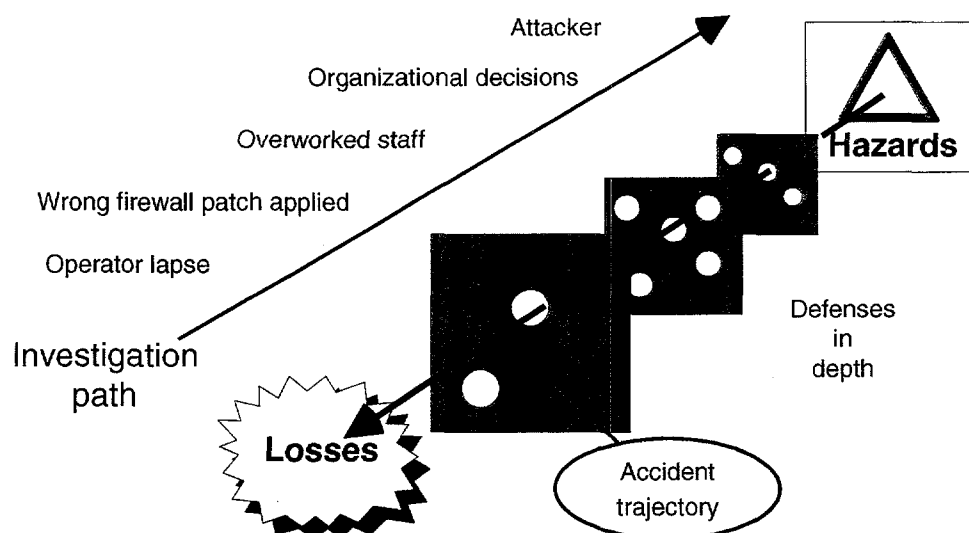 Attacker
Organizational decisions
Overworked staff
Wrong firewall patch applied
Operator lapse
Investigation
path
Hazards
Defenses
in
depth
Losses
Accident
trajectory